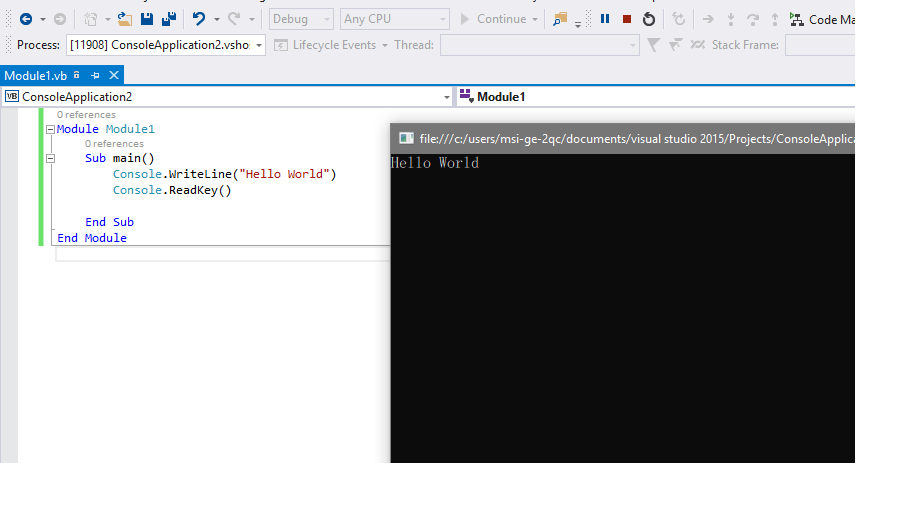 Debug Any CPU Continue Code Ma
Process: [11908] ConsoleApplication2.vsho Lifecycle Events Thread: Stack Frame:
Module1.vb
VB ConsoleApplication2 Module1
0 references
Module Module1
0 references
Sub main()
Console.WriteLine("Hello World")
Console.ReadKey()
End Sub
End Module
file:///c:/users/msi-ge-2qc/documents/visual studio 2015/Projects/ConsoleApplica
Hello World